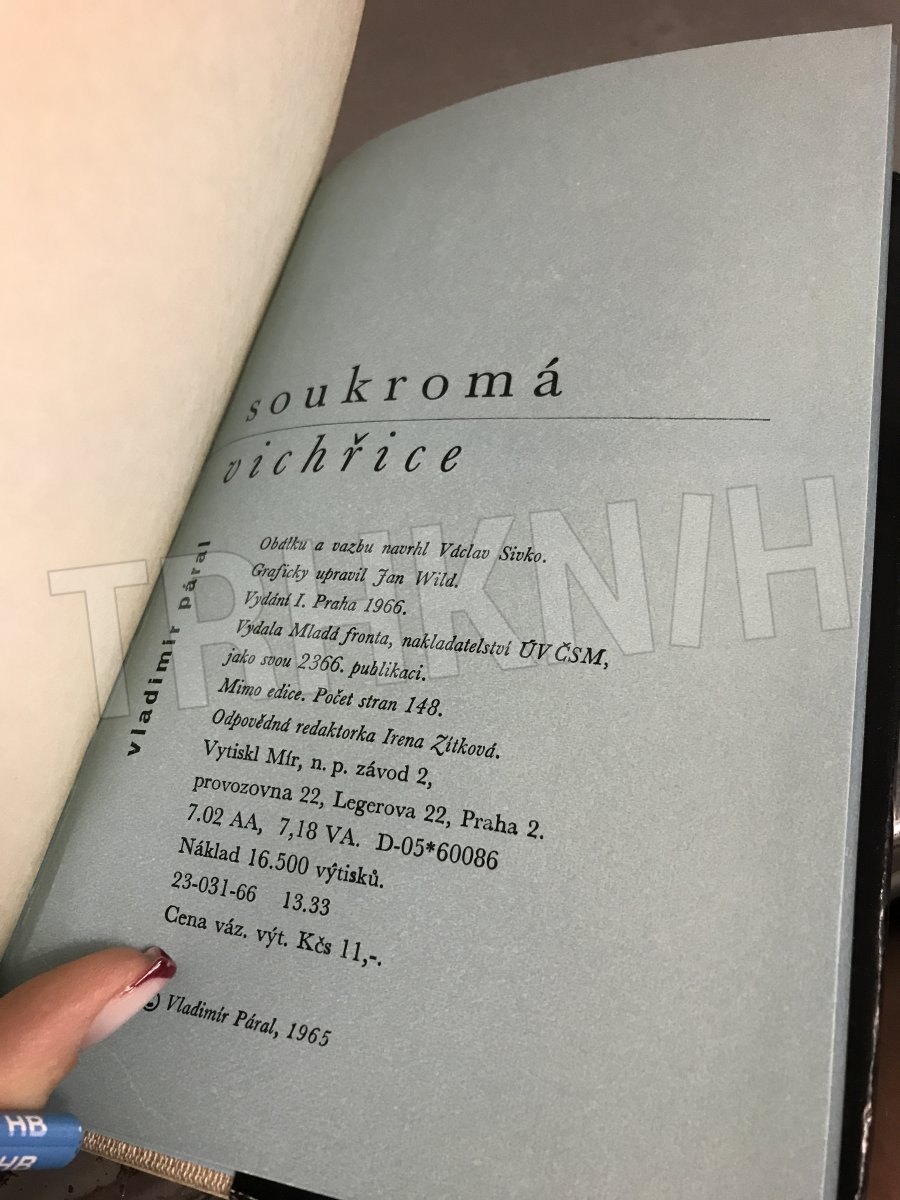 soukromá
vichřice
vladimír páral
Obálku a vazbu navrhl Václav Sivko.
Graficky upravil Jan Wild.
Vydání I. Praha 1966.
Vydala Mladá fronta, nakladatelství ÚV ČSM,
jako svou 2366. publikaci.
Mimo edice. Počet stran 148.
Odpovědná redaktorka Irena Zítková.
Vytiskl Mír, n. p. závod 2,
provozovna 22, Legerova 22, Praha 2.
7.02 AA, 7,18 VA. D-05*60086
Náklad 16.500 výtisků.
23-031-66 13.33
Cena váz. výt. Kčs 11,-.
© Vladimír Páral, 1965
HB
HB
TRHKNIH